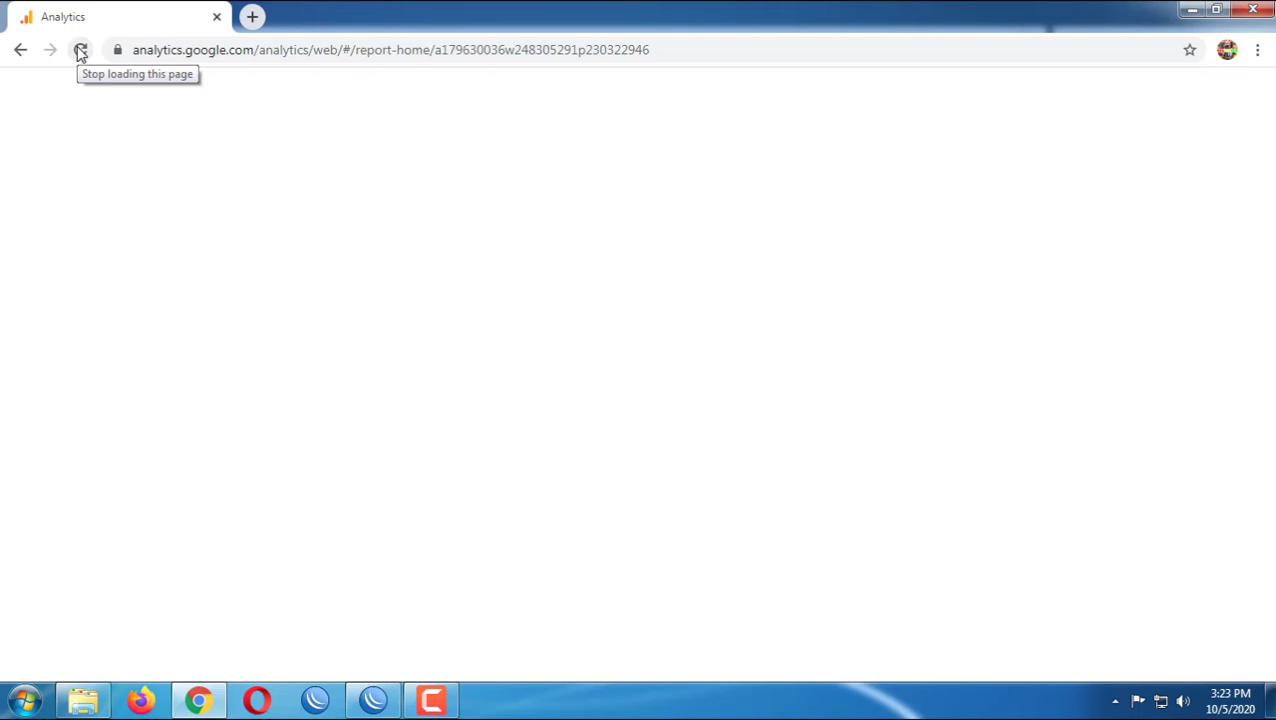 Analytics
analytics.google.com/analytics/web/#/report-home/a179630036w248305291p230322946
Stop loading this page
3:23 PM
10/5/2020